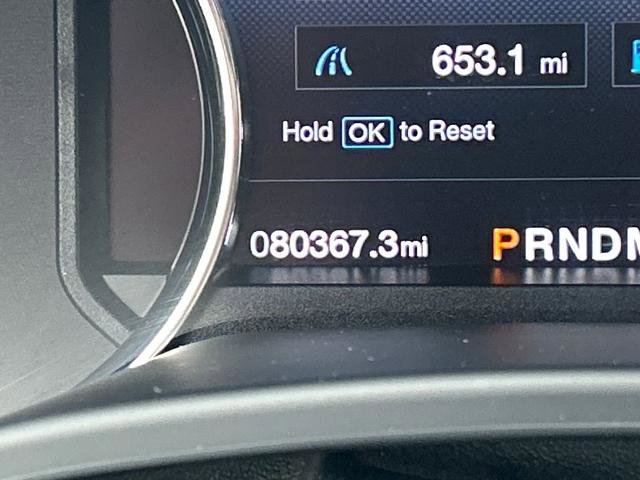 653.1 mi
Hold OK to Reset
080367.3mi PRNDM